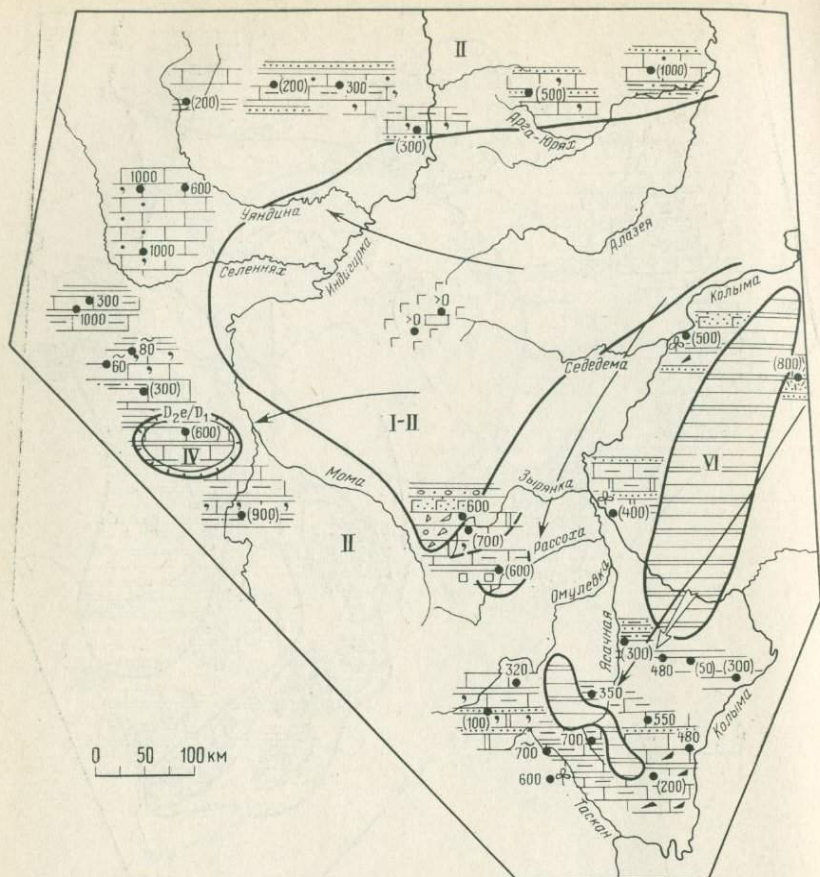 II
(200)
300
(200)
(500)
(1000)
(300)
Арга-Юрях
1000
600
1000
Уяндина
Селеннях
Индигирка
Алазея
Колыма
300
1000
>0
>0
Седедема
(500)
(800)
80
60
(300)
D₂e/D₁
(600)
IV
I-II
VI
Мома
Зырянка
600
(700)
(400)
(900)
II
Рассоха
(600)
Омулевка
Ясачная
(300)
480
(50)
(300)
320
350
(100)
550
Колыма
700
480
700
600
(200)
Таскан
0 50 100 км